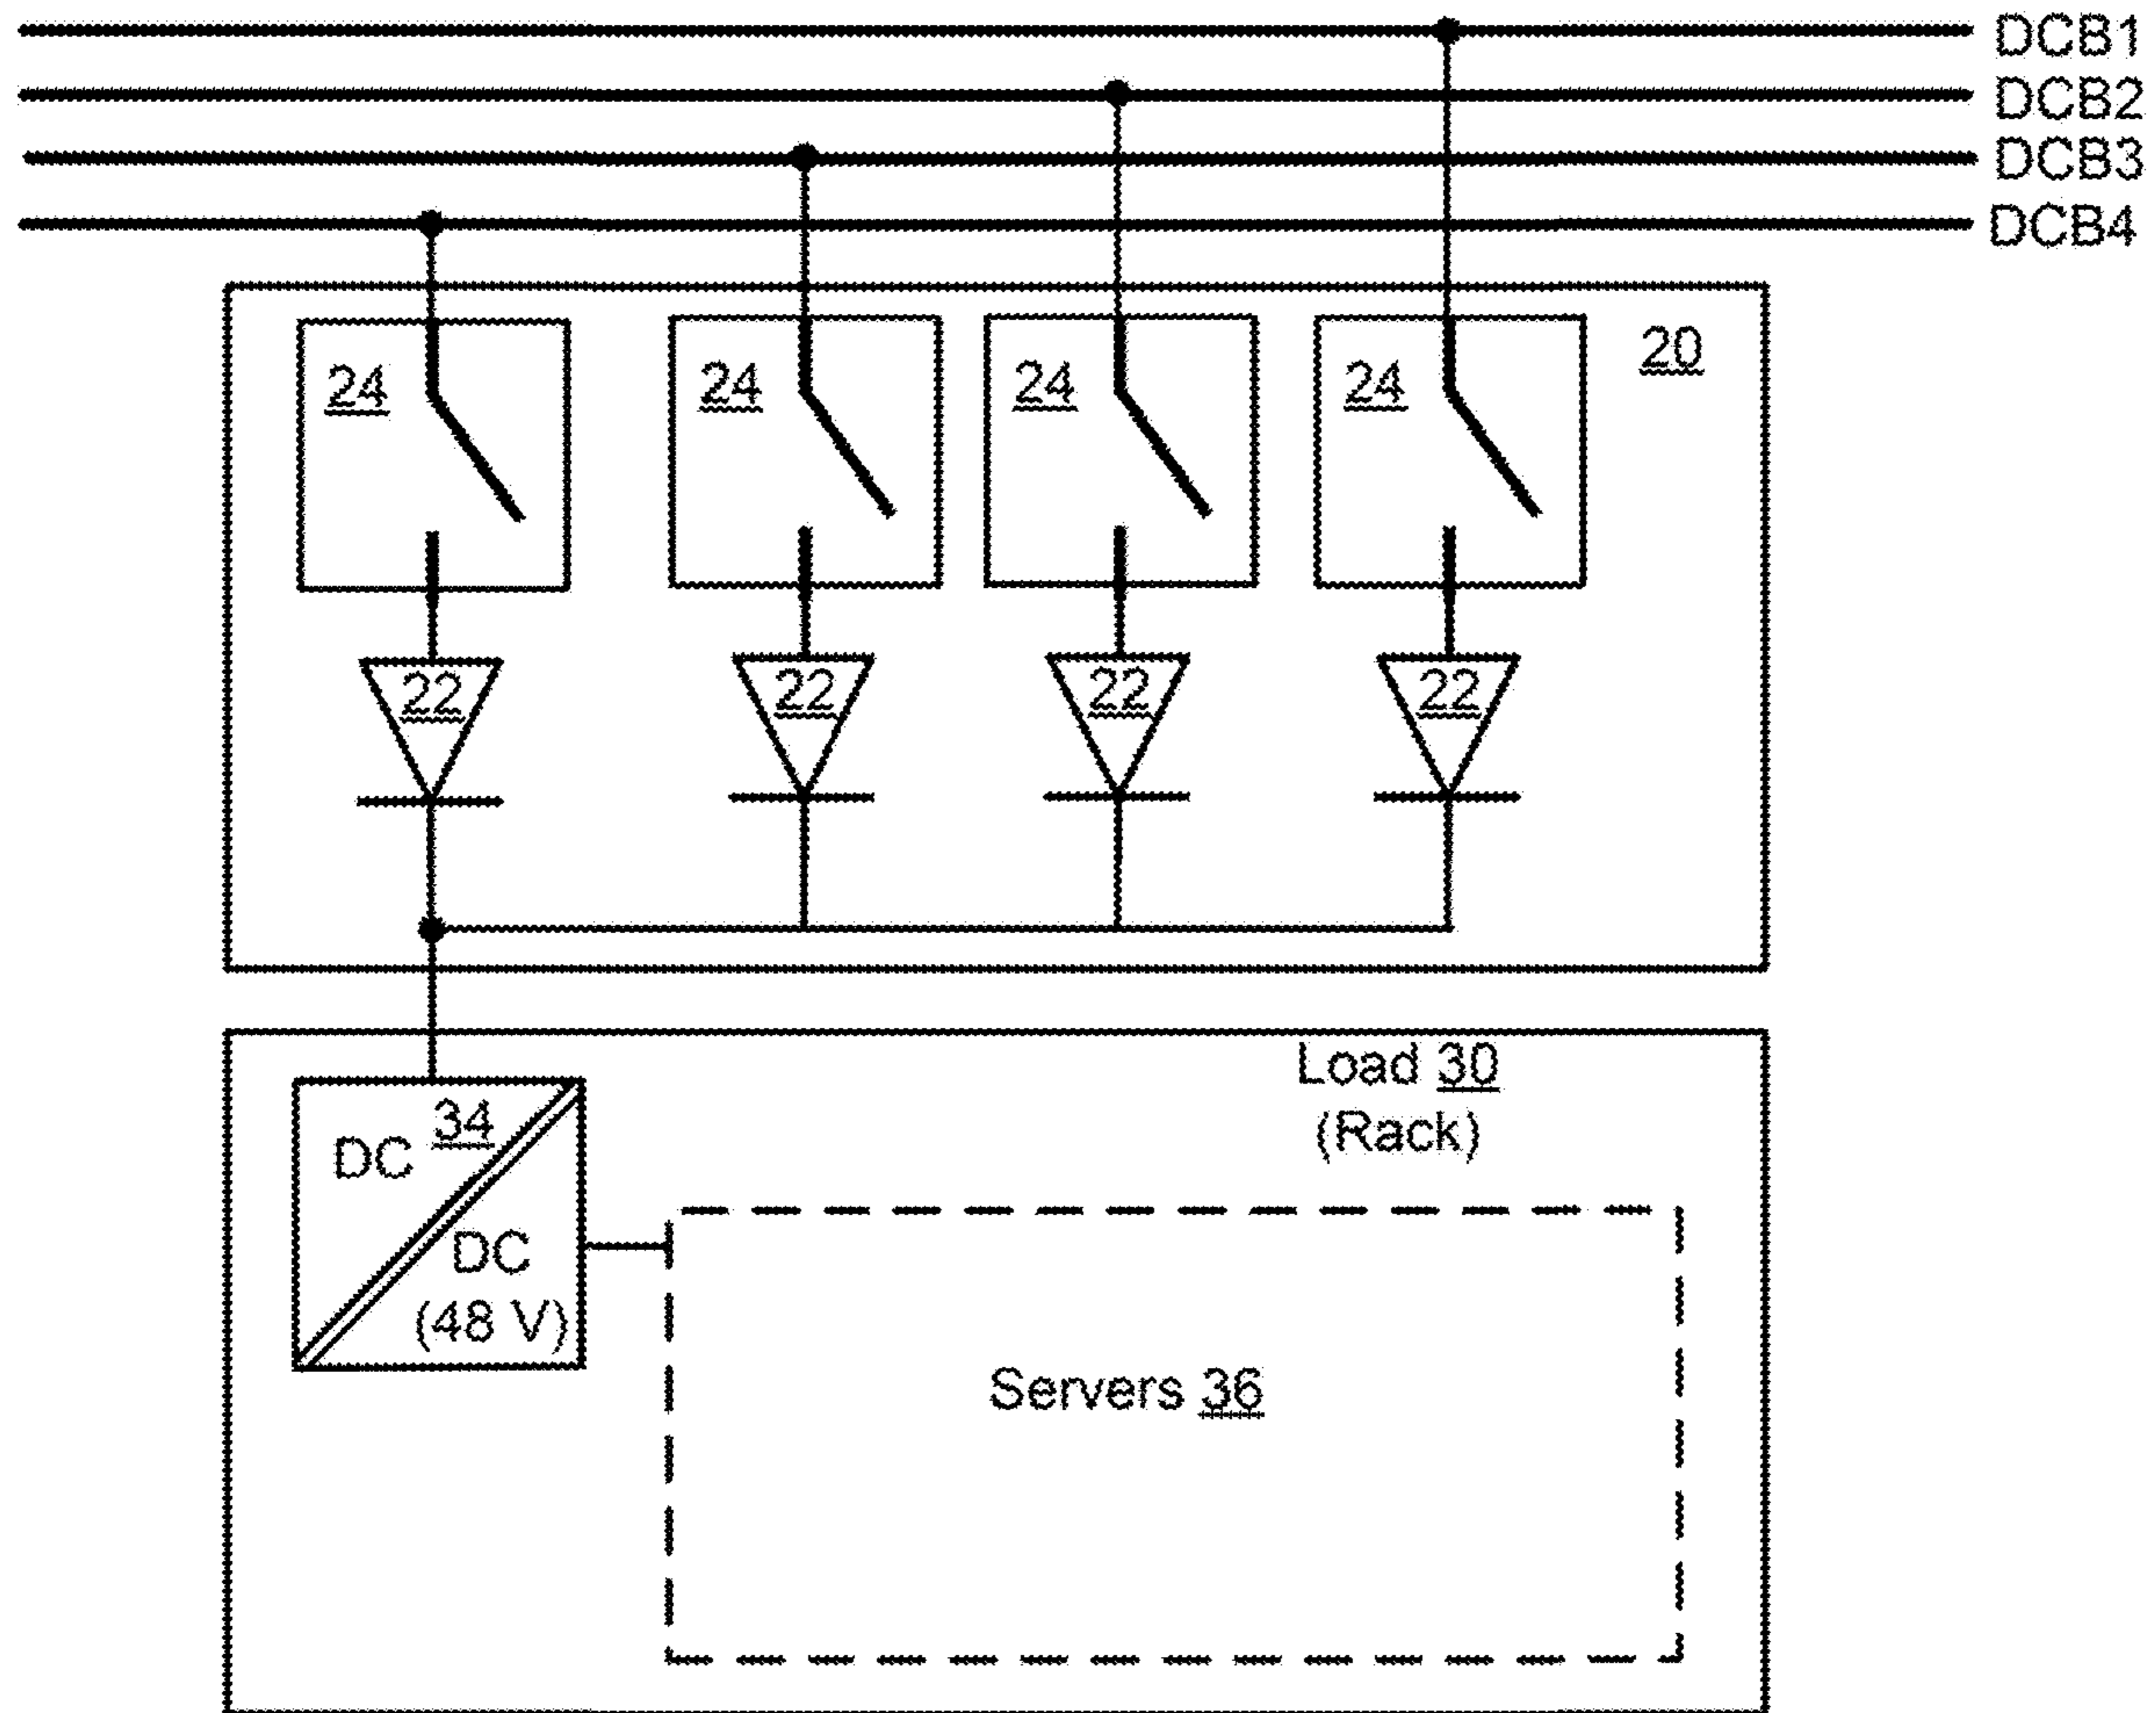 DCB1
DCB2
DCB3
DCB4
20
24 24 24 24
22 22 22 22
Load 30
(Rack)
34
DC
DC
(48 V)
Servers 36